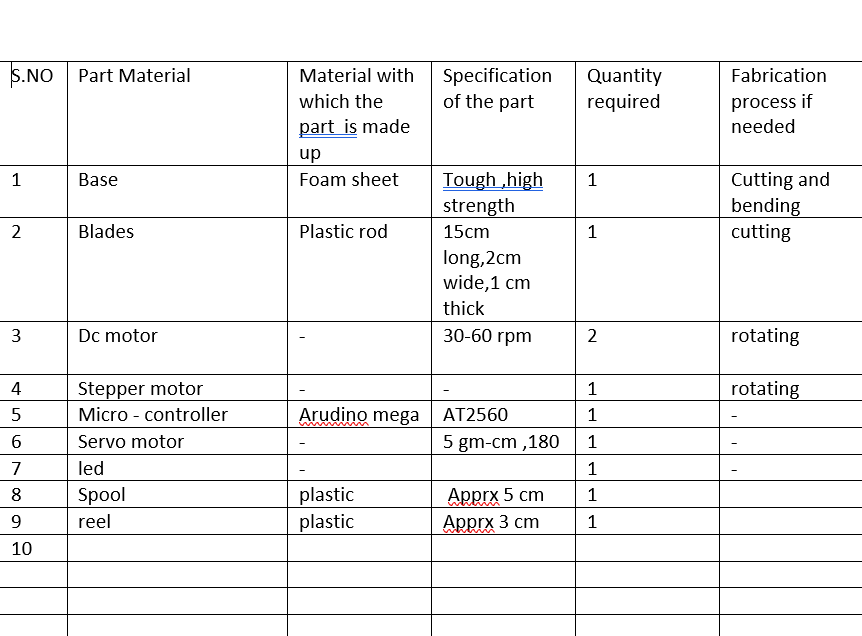 S.NO Part Material Material with Specification Quantity Fabrication
which the of the part required process if
part is made needed
up
1 Base Foam sheet Tough ,high 1 Cutting and
strength bending
2 Blades Plastic rod 15cm 1 cutting
long,2cm
wide,1 cm
thick
3 Dc motor - 30-60 rpm 2 rotating
4 Stepper motor - - 1 rotating
5 Micro - controller Arudino mega AT2560 1 -
6 Servo motor - 5 gm-cm ,180 1 -
7 led - 1 -
8 Spool plastic Apprx 5 cm 1
9 reel plastic Apprx 3 cm 1
10